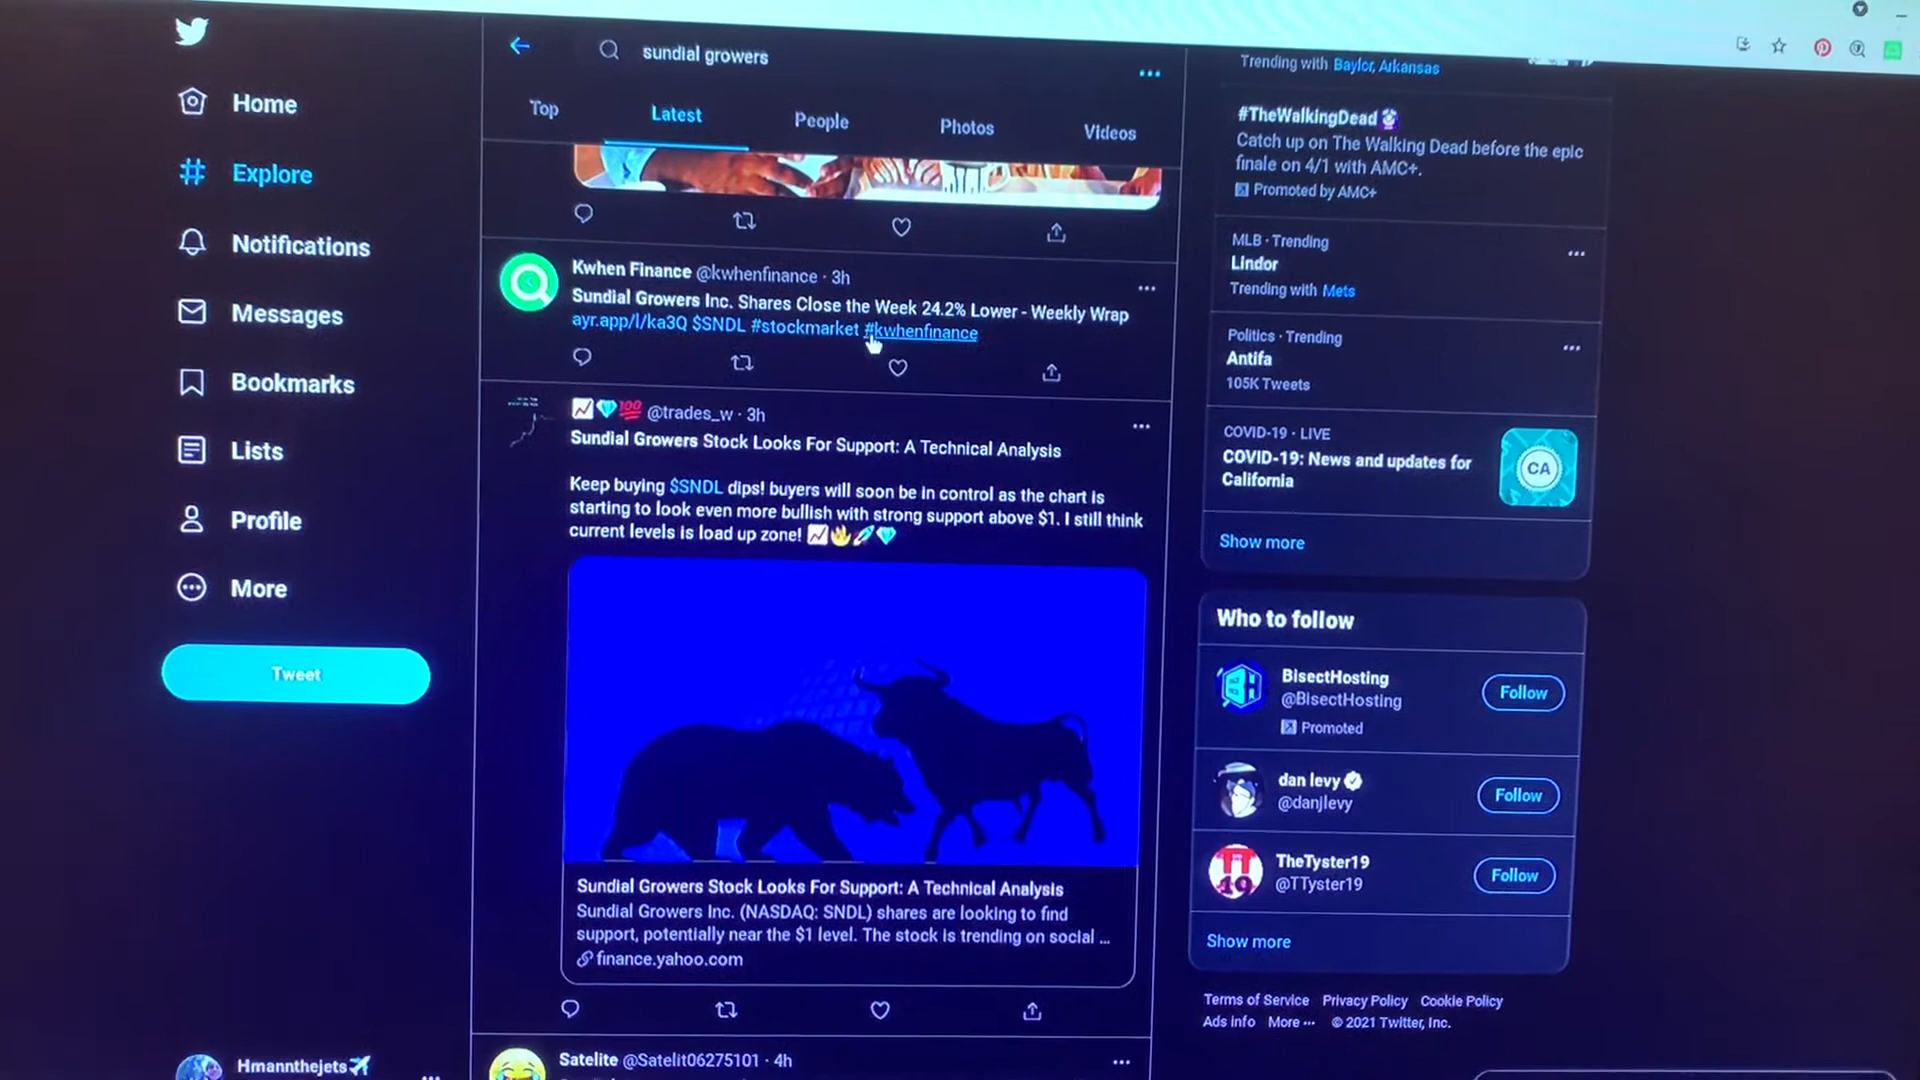 Home
Explore
Notifications
Messages
Bookmarks
Lists
Profile
More
Tweet
Hmannthejets
sundial growers
Top
Latest
People
Photos
Videos
Kwhen Finance @kwhenfinance · 3h
Sundial Growers Inc. Shares Close the Week 24.2% Lower - Weekly Wrap
ayr.app/l/ka3Q $SNDL #stockmarket #kwhenfinance
💯 @trades_w · 3h
Sundial Growers Stock Looks For Support: A Technical Analysis
Keep buying $SNDL dips! buyers will soon be in control as the chart is
starting to look even more bullish with strong support above $1. I still think
current levels is load up zone!
Sundial Growers Stock Looks For Support: A Technical Analysis
Sundial Growers Inc. (NASDAQ: SNDL) shares are looking to find
support, potentially near the $1 level. The stock is trending on social ...
finance.yahoo.com
Satelite @Satelit06275101 · 4h
Trending with Baylor, Arkansas
#TheWalkingDead
Catch up on The Walking Dead before the epic
finale on 4/1 with AMC+.
Promoted by AMC+
MLB · Trending
Lindor
Trending with Mets
Politics · Trending
Antifa
105K Tweets
COVID-19 · LIVE
COVID-19: News and updates for
California
CA
Show more
Who to follow
BisectHosting
@BisectHosting
Promoted
Follow
dan levy
@danjlevy
Follow
TheTyster19
@TTyster19
Follow
Show more
Terms of Service Privacy Policy Cookie Policy
Ads info More ··· © 2021 Twitter, Inc.